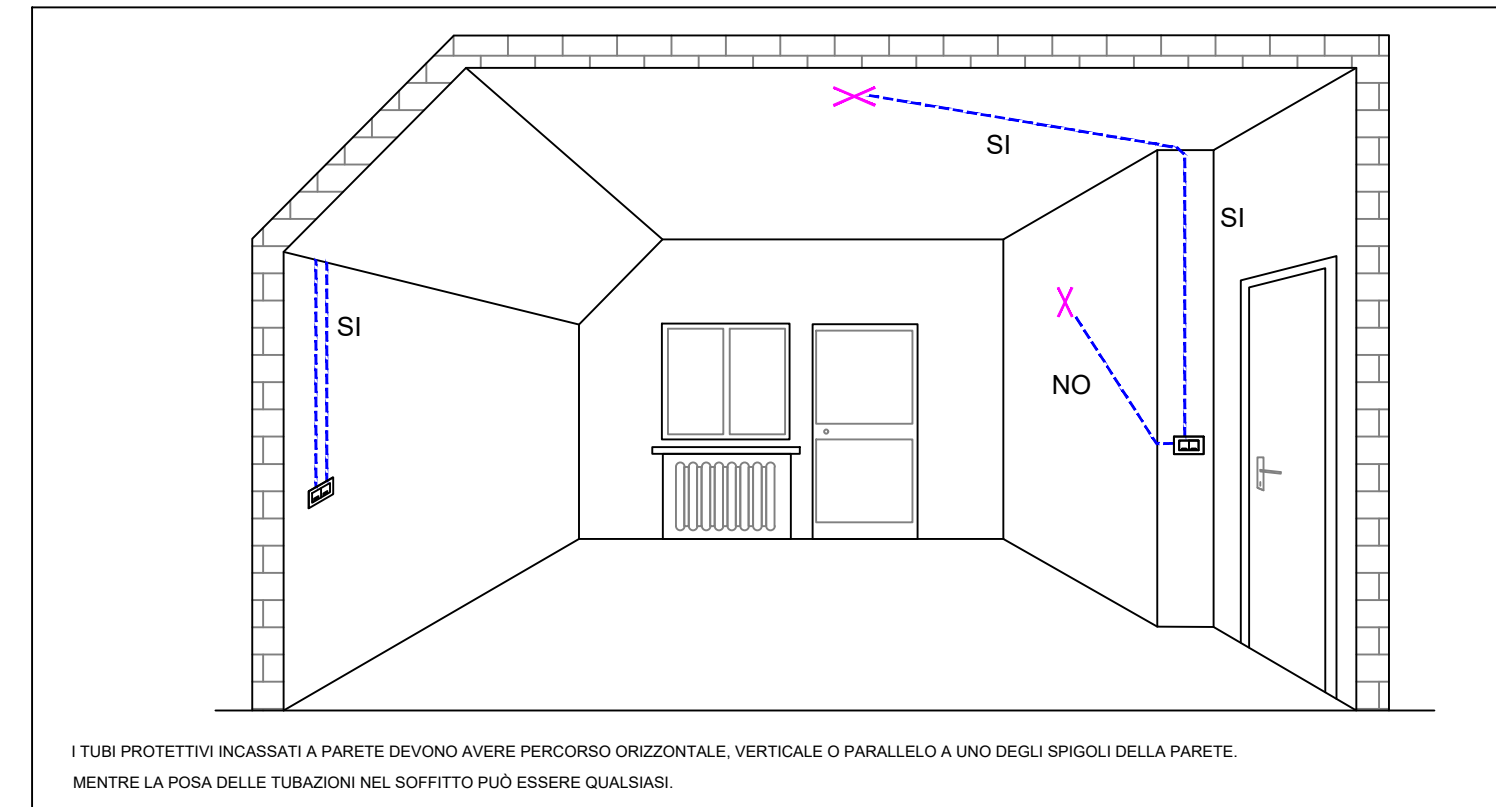 SI
SI
SI
NO
I TUBI PROTETTIVI INCASSATI A PARETE DEVONO AVERE PERCORSO ORIZZONTALE, VERTICALE O PARALLELO A UNO DEGLI SPIGOLI DELLA PARETE.
MENTRE LA POSA DELLE TUBAZIONI NEL SOFFITTO PUÒ ESSERE QUALSIASI.